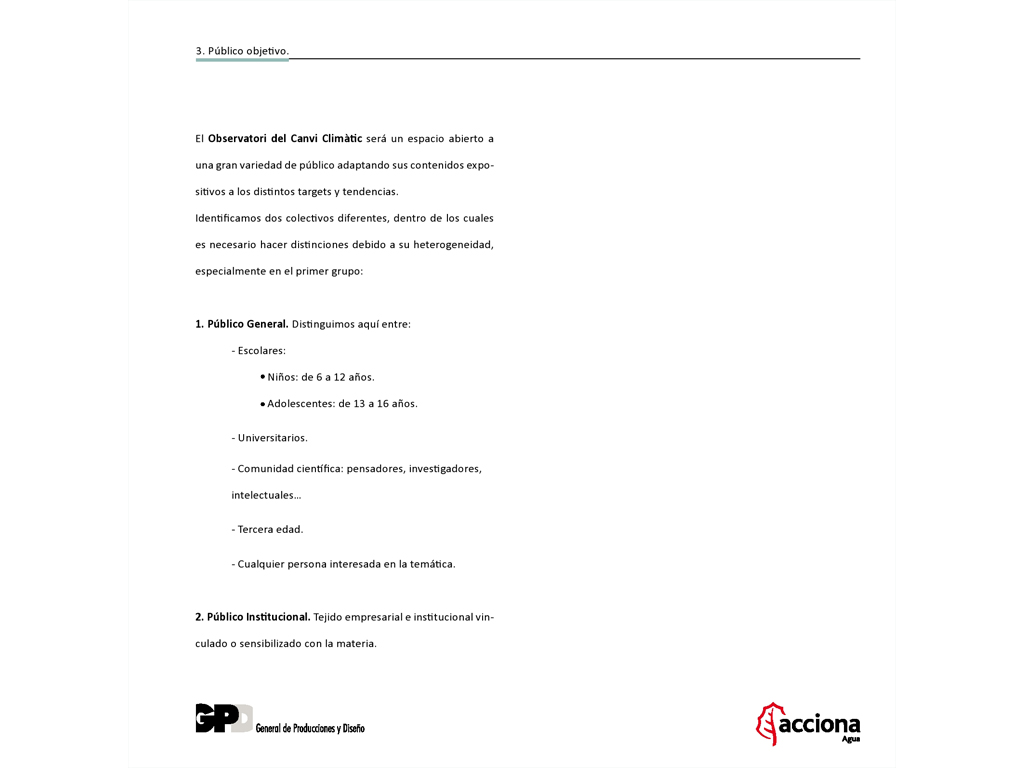 3. Público objetivo.
El Observatori del Canvi Climàtic será un espacio abierto a
una gran variedad de público adaptando sus contenidos expo-
sitivos a los distintos targets y tendencias.
Identificamos dos colectivos diferentes, dentro de los cuales
es necesario hacer distinciones debido a su heterogeneidad,
especialmente en el primer grupo:
1. Público General. Distinguimos aquí entre:
- Escolares:
• Niños: de 6 a 12 años.
• Adolescentes: de 13 a 16 años.
- Universitarios.
- Comunidad científica: pensadores, investigadores,
intelectuales…
- Tercera edad.
- Cualquier persona interesada en la temática.
2. Público Institucional. Tejido empresarial e institucional vin-
culado o sensibilizado con la materia.
GPD General de Producciones y Diseño
acciona
Agua